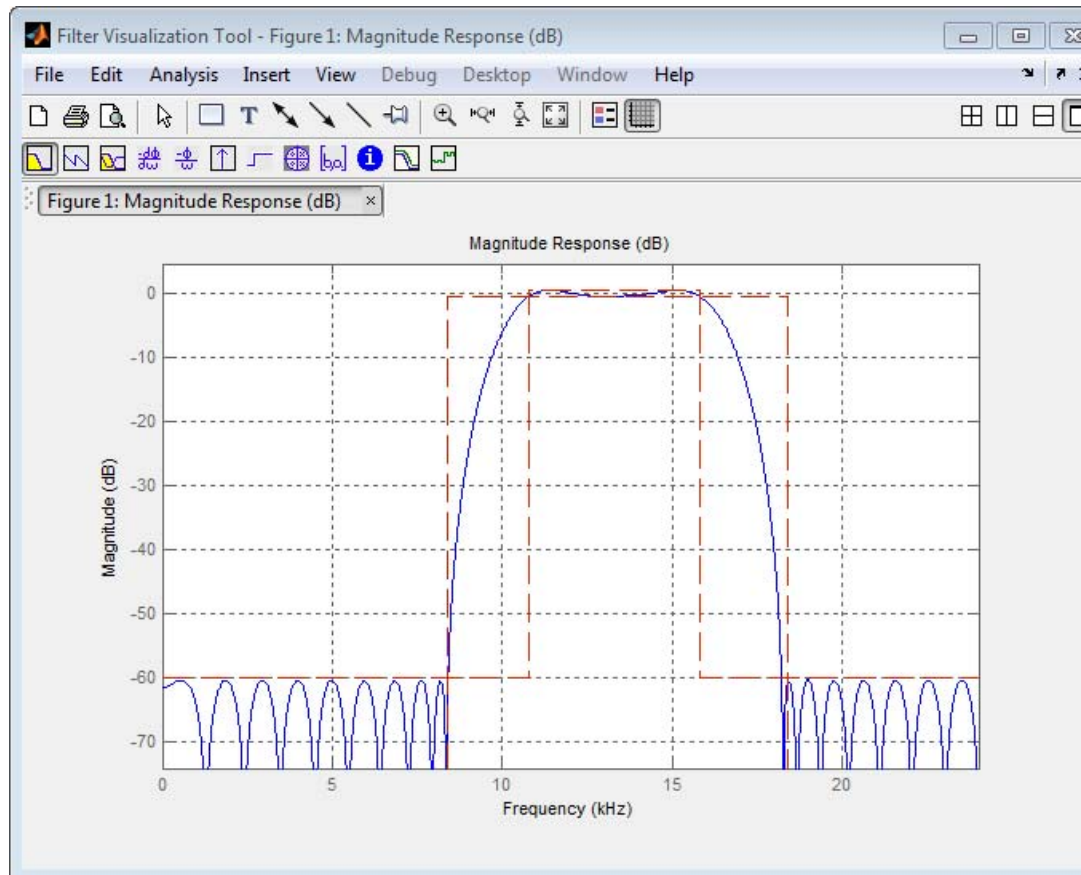 Filter Visualization Tool - Figure 1: Magnitude Response (dB)
File Edit Analysis Insert View Debug Desktop Window Help
Figure 1: Magnitude Response (dB)
Magnitude Response (dB)
Magnitude (dB)
0
-10
-20
-30
-40
-50
-60
-70
0 5 10 15 20
Frequency (kHz)